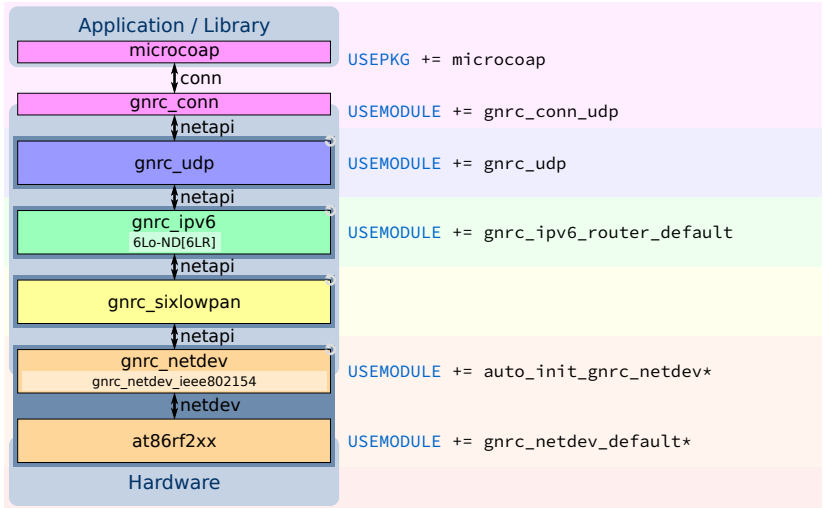 Application / Library
microcoap
USEPKG += microcoap
conn
gnrc_conn
USEMODULE += gnrc_conn_udp
netapi
gnrc_udp
USEMODULE += gnrc_udp
netapi
gnrc_ipv6
6Lo-ND[6LR]
USEMODULE += gnrc_ipv6_router_default
netapi
gnrc_sixlowpan
netapi
gnrc_netdev
gnrc_netdev_ieee802154
USEMODULE += auto_init_gnrc_netdev*
netdev
at86rf2xx
USEMODULE += gnrc_netdev_default*
Hardware